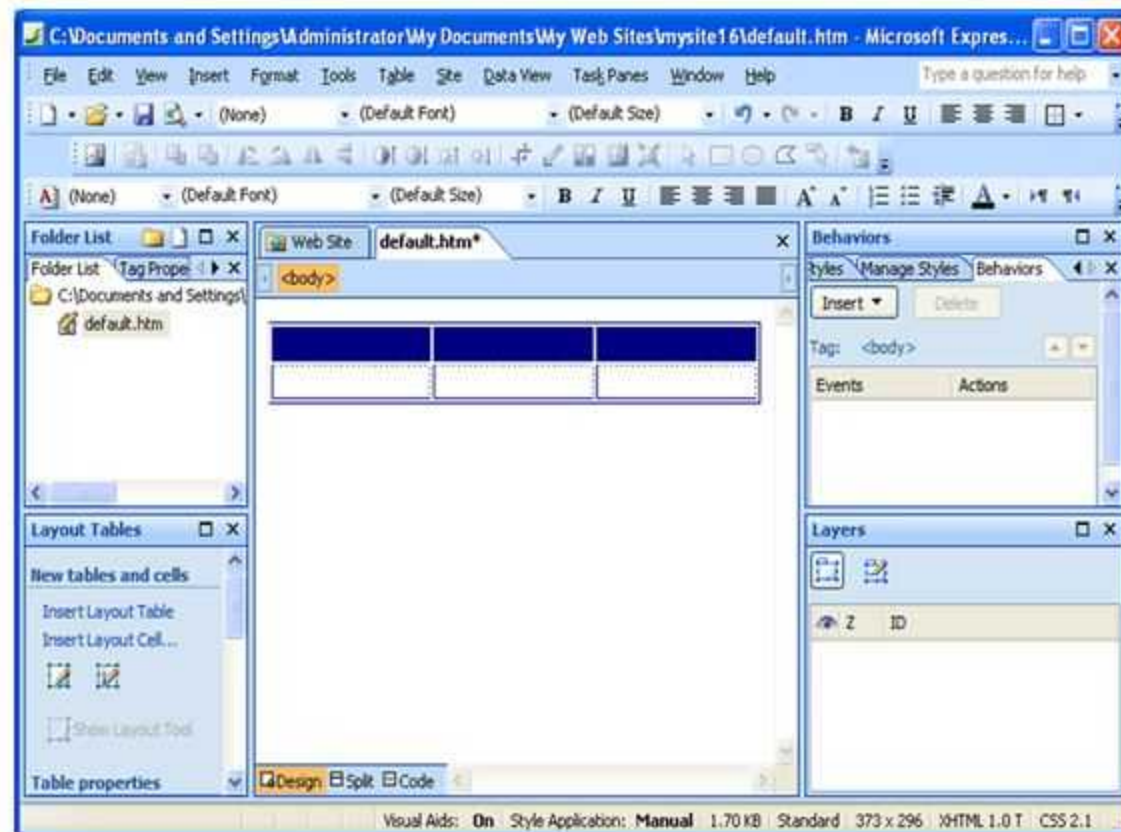 C:\Documents and Settings\Administrator\My Documents\My Web Sites\mysite16\default.htm - Microsoft Expres...
File Edit View Insert Format Tools Table Site Data View Task Panes Window Help Type a question for help
(None) (Default Font) (Default Size) B I U
(None) (Default Font) (Default Size) B I U A A A
Folder List
Folder List Tag Prope
C:\Documents and Settings\
default.htm
Web Site default.htm*
<body>
Behaviors
tyles Manage Styles Behaviors
Insert Delete
Tag: <body>
Events Actions
Layout Tables
New tables and cells
Insert Layout Table
Insert Layout Cell...
Show Layout Tool
Table properties
Layers
Z ID
Design Split Code
Visual Aids: On Style Application: Manual 1.70 KB Standard 373 x 296 XHTML 1.0 T CSS 2.1